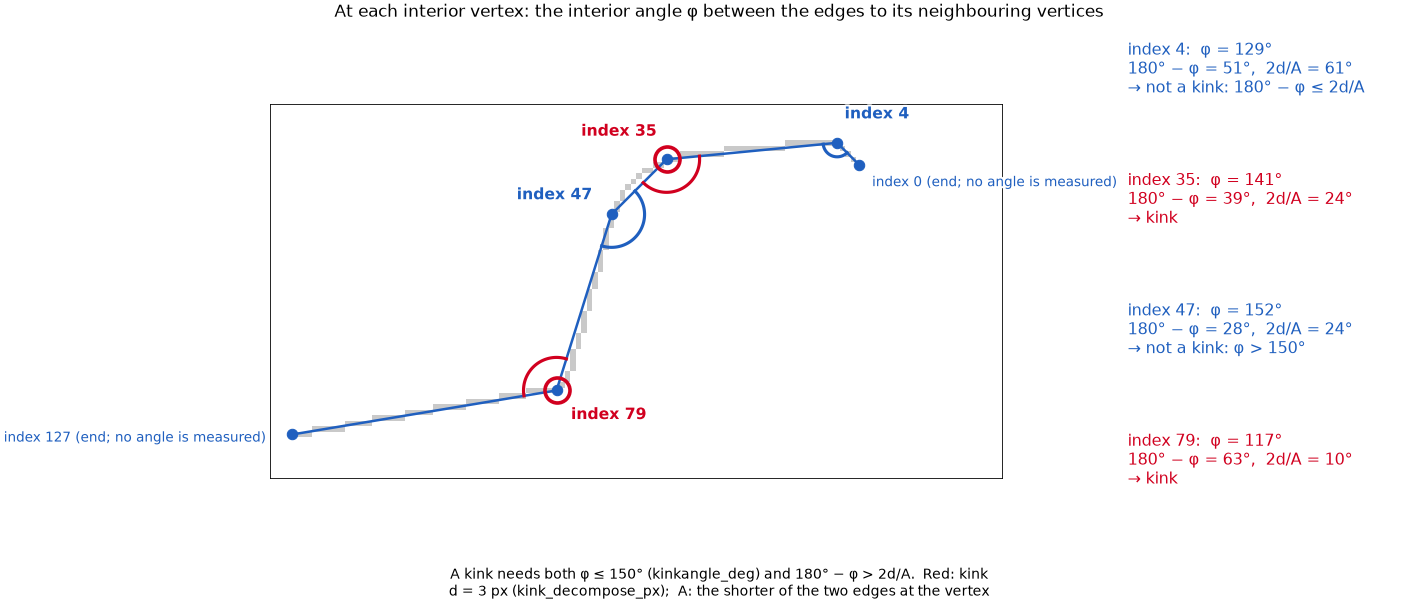 At each interior vertex: the interior angle φ between the edges to its neighbouring vertices
index 4:  φ = 129°
180° − φ = 51°,  2d/A = 61°
→ not a kink: 180° − φ ≤ 2d/A
index 4
index 35
index 0 (end; no angle is measured)
index 35:  φ = 141°
180° − φ = 39°,  2d/A = 24°
→ kink
index 47
index 47:  φ = 152°
180° − φ = 28°,  2d/A = 24°
→ not a kink: φ > 150°
index 79
index 127 (end; no angle is measured)
index 79:  φ = 117°
180° − φ = 63°,  2d/A = 10°
→ kink
A kink needs both φ ≤ 150° (kinkangle_deg) and 180° − φ > 2d/A.  Red: kink
d = 3 px (kink_decompose_px);  A: the shorter of the two edges at the vertex